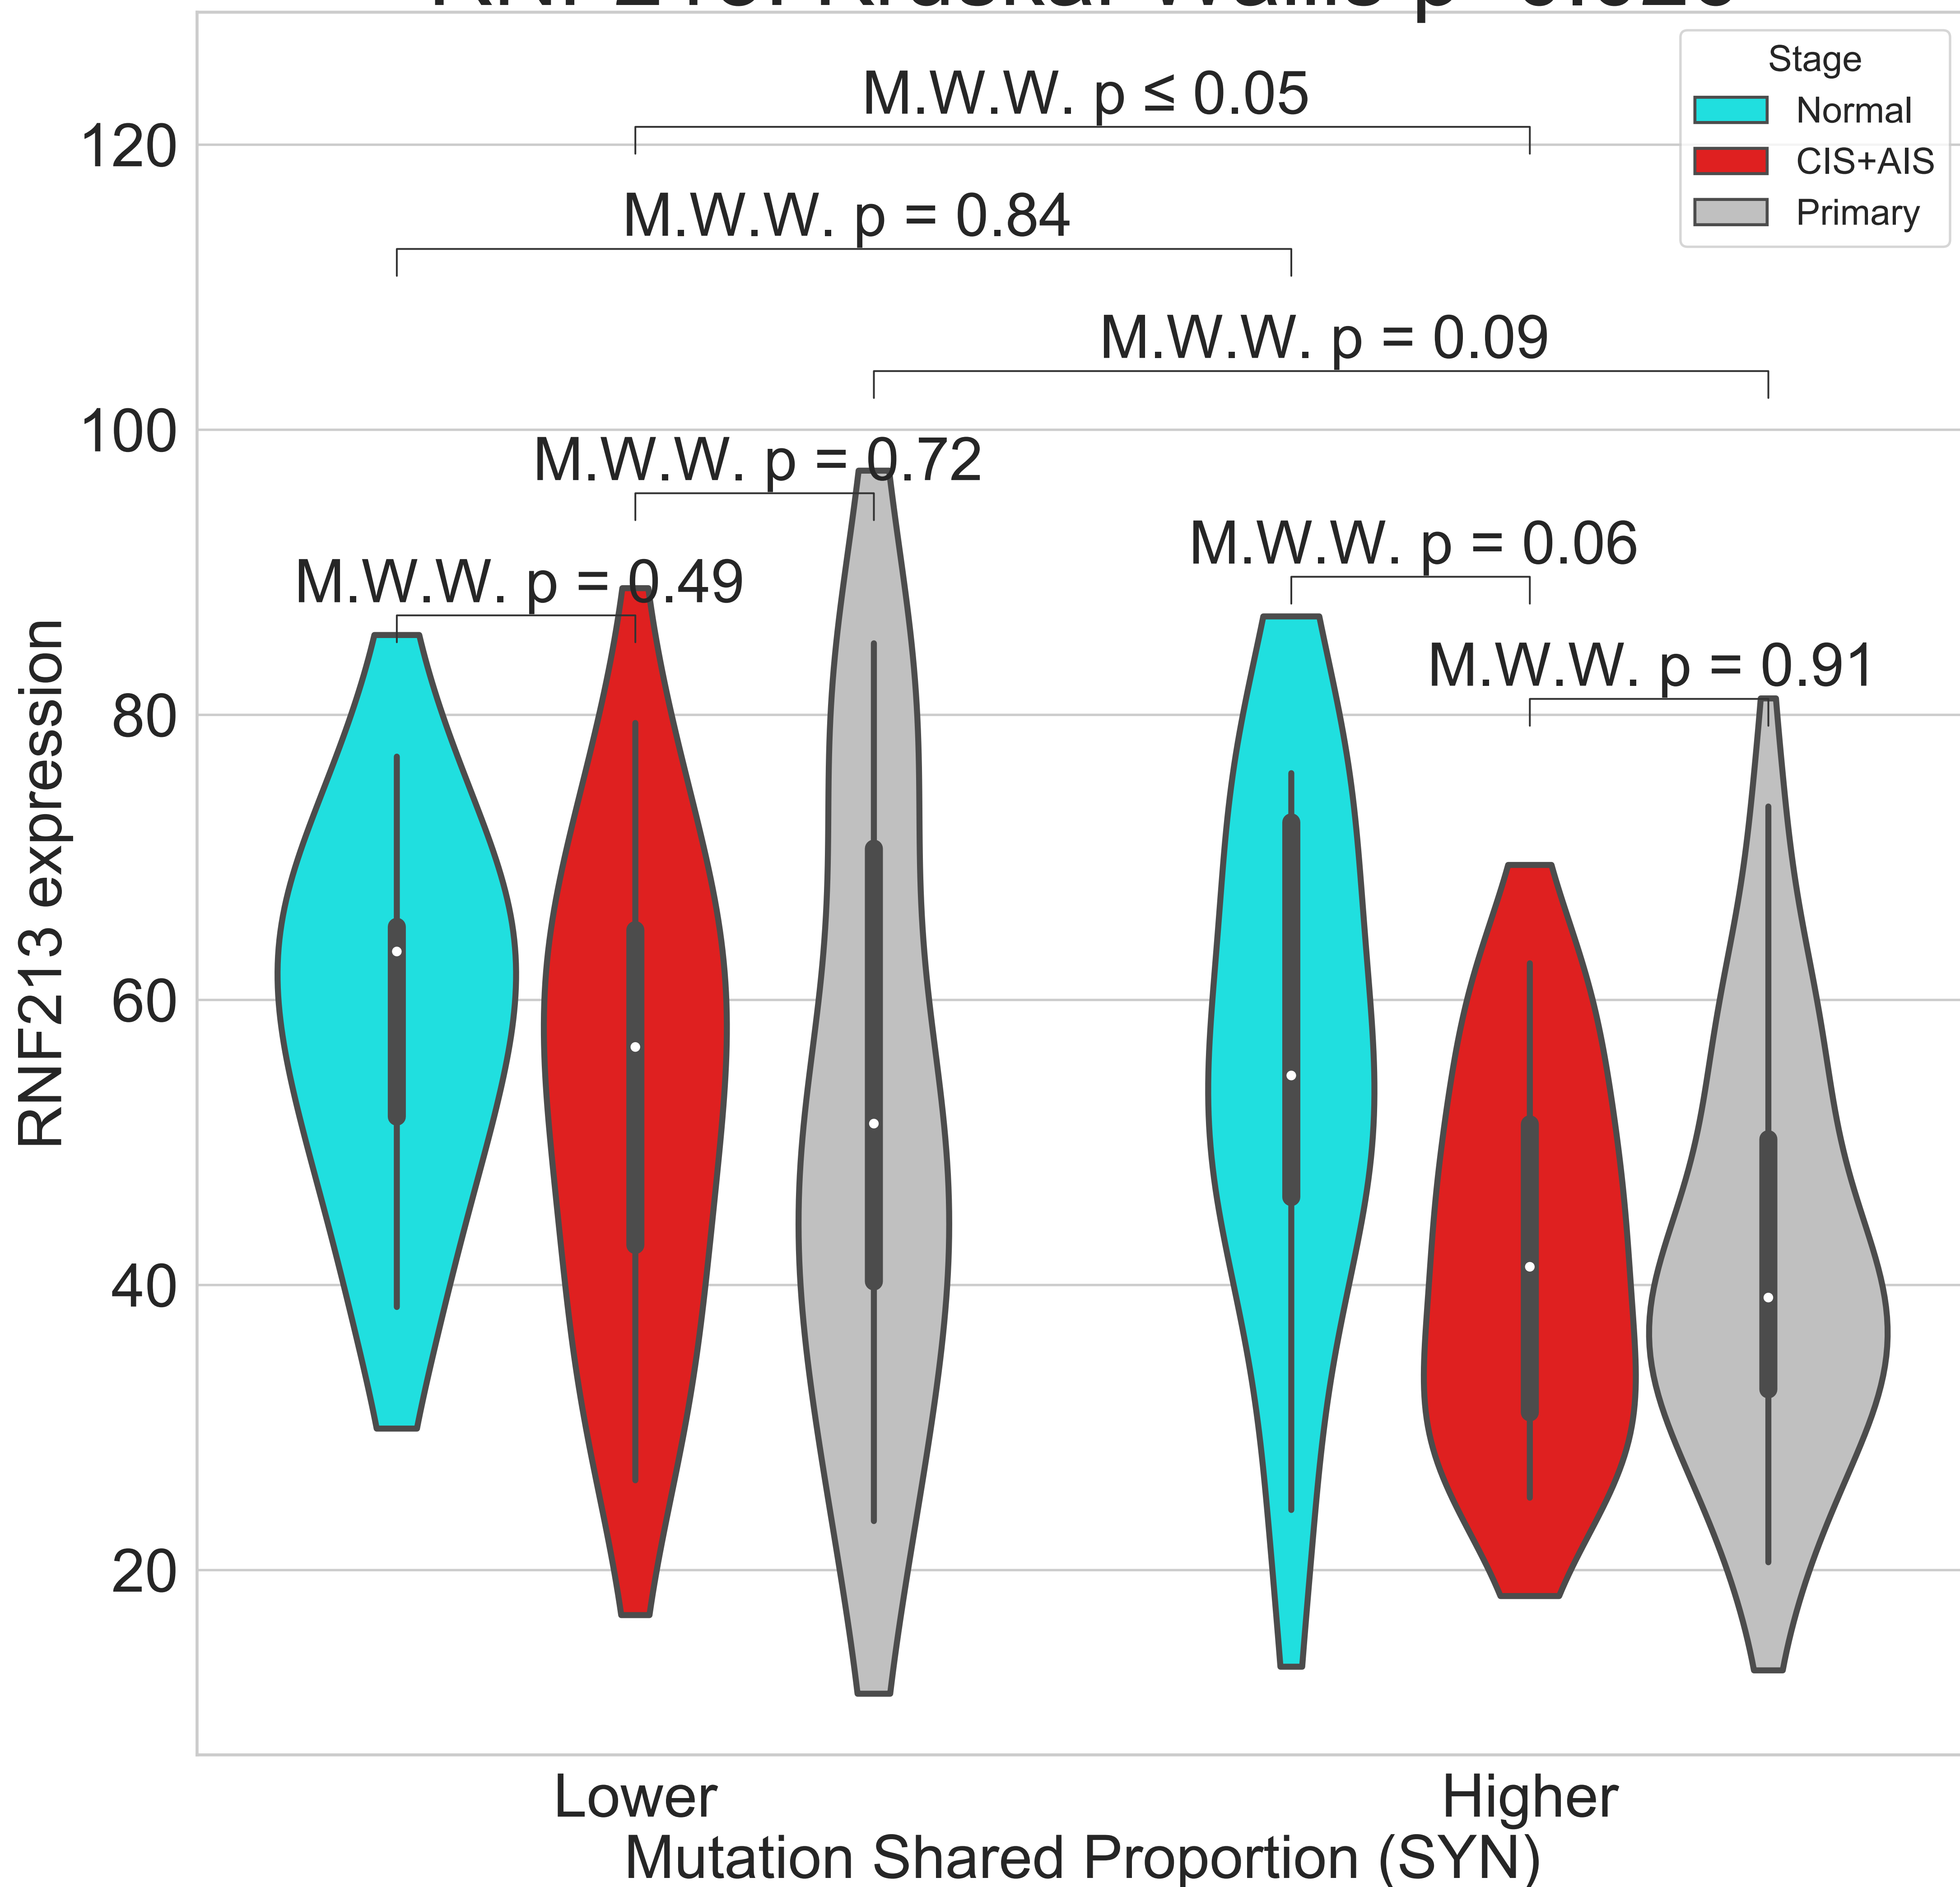 Stage
Normal
CIS+AIS
Primary
M.W.W. p ≤ 0.05
M.W.W. p = 0.84
M.W.W. p = 0.09
M.W.W. p = 0.72
M.W.W. p = 0.49
M.W.W. p = 0.06
M.W.W. p = 0.91
120
100
80
60
40
20
RNF213 expression
Lower
Higher
Mutation Shared Proportion (SYN)